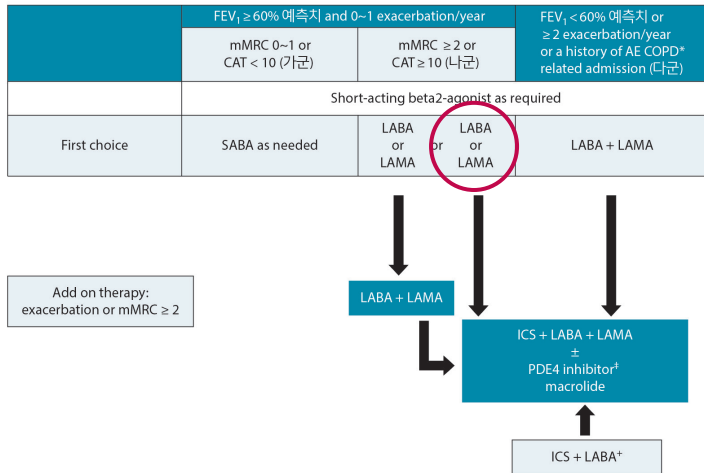 FEV₁ ≥ 60% 예측치 and 0~1 exacerbation/year
mMRC 0~1 or
CAT < 10 (가군)
mMRC ≥ 2 or
CAT ≥ 10 (나군)
FEV₁ < 60% 예측치 or
≥ 2 exacerbation/year
or a history of AE COPD*
related admission (다군)
Short-acting beta2-agonist as required
First choice
SABA as needed
LABA
or
LAMA
or
LABA
or
LAMA
LABA + LAMA
Add on therapy:
exacerbation or mMRC ≥ 2
LABA + LAMA
ICS + LABA + LAMA
±
PDE4 inhibitor‡
macrolide
ICS + LABA⁺